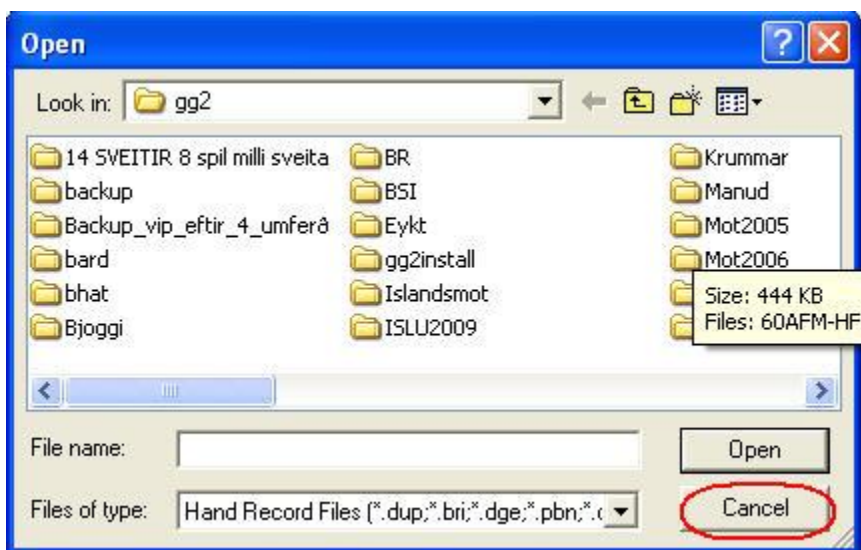 Open
Look in: gg2
14 SVEITIR 8 spil milli sveita
backup
Backup_vip_eftir_4_umferð
bard
bhat
Bjoggi
BR
BSI
Eykt
gg2install
Islandsmot
ISLU2009
Krummar
Manud
Mot2005
Mot2006
Size: 444 KB
Files: 60AFM-HF
File name:
Open
Files of type: Hand Record Files (*.dup;*.bri;*.dge;*.pbn;*.
Cancel